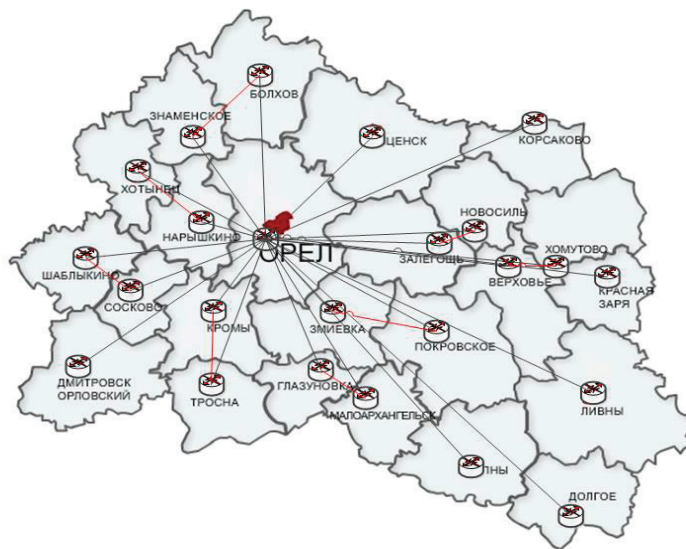 БОЛХОВ
ЗНАМЕНСКОЕ
ЦЕНСК
КОРСАКОВО
ХОТЫНЕЦ
НАРЫШКИНО
НОВОСИЛЬ
ОРЕЛ
ЗАЛЕГОЩЬ
ХОМУТОВО
ШАБЛЫКИНО
ВЕРХОВЬЕ
КРАСНАЯ
ЗАРЯ
СОСКОВО
КРОМЫ
ЗМИЕВКА
ПОКРОВСКОЕ
ДМИТРОВСК
ОРЛОВСКИЙ
ТРОСНА
ГЛАЗУНОВКА
МАЛОАРХАНГЕЛЬСК
ЛИВНЫ
ПНЫ
ДОЛГОЕ